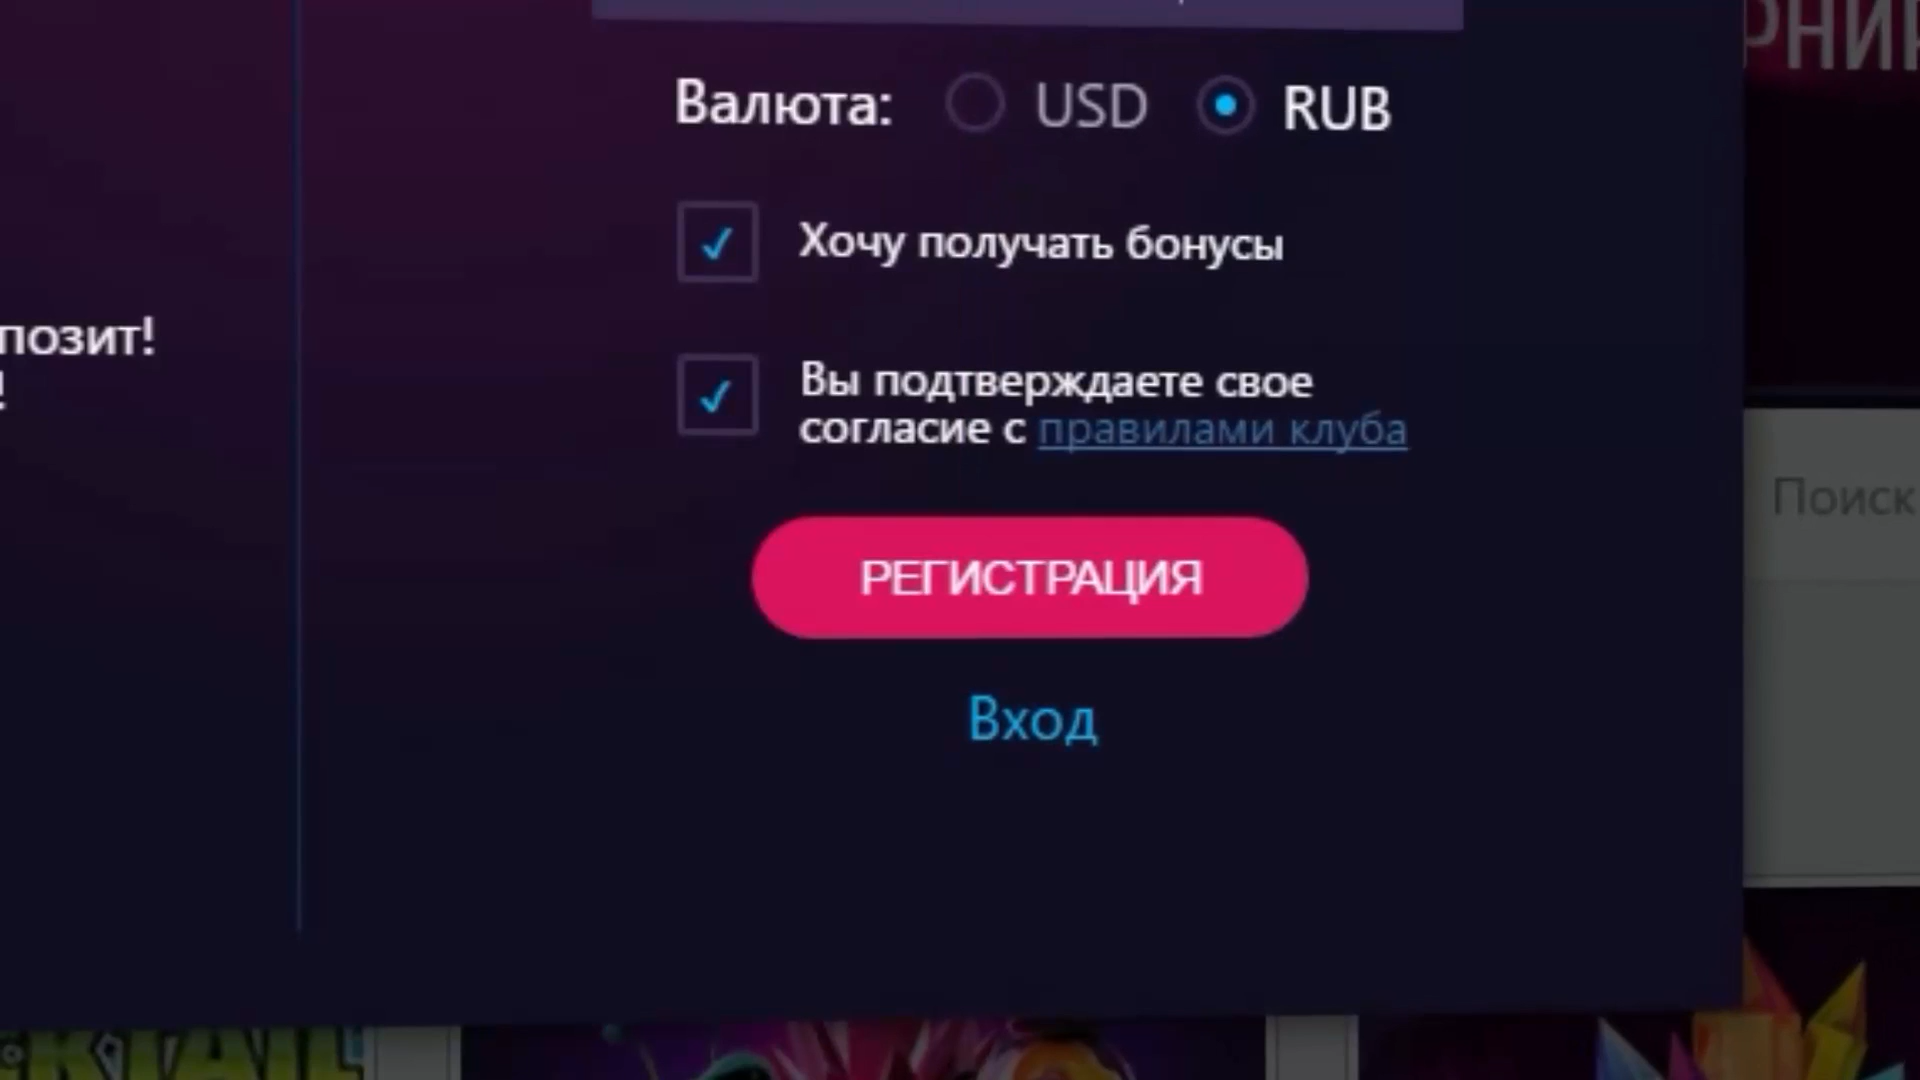 Валюта: USD RUB
Хочу получать бонусы
позит!
!
Вы подтверждаете свое
согласие с правилами клуба
Поиск
РЕГИСТРАЦИЯ
Вход